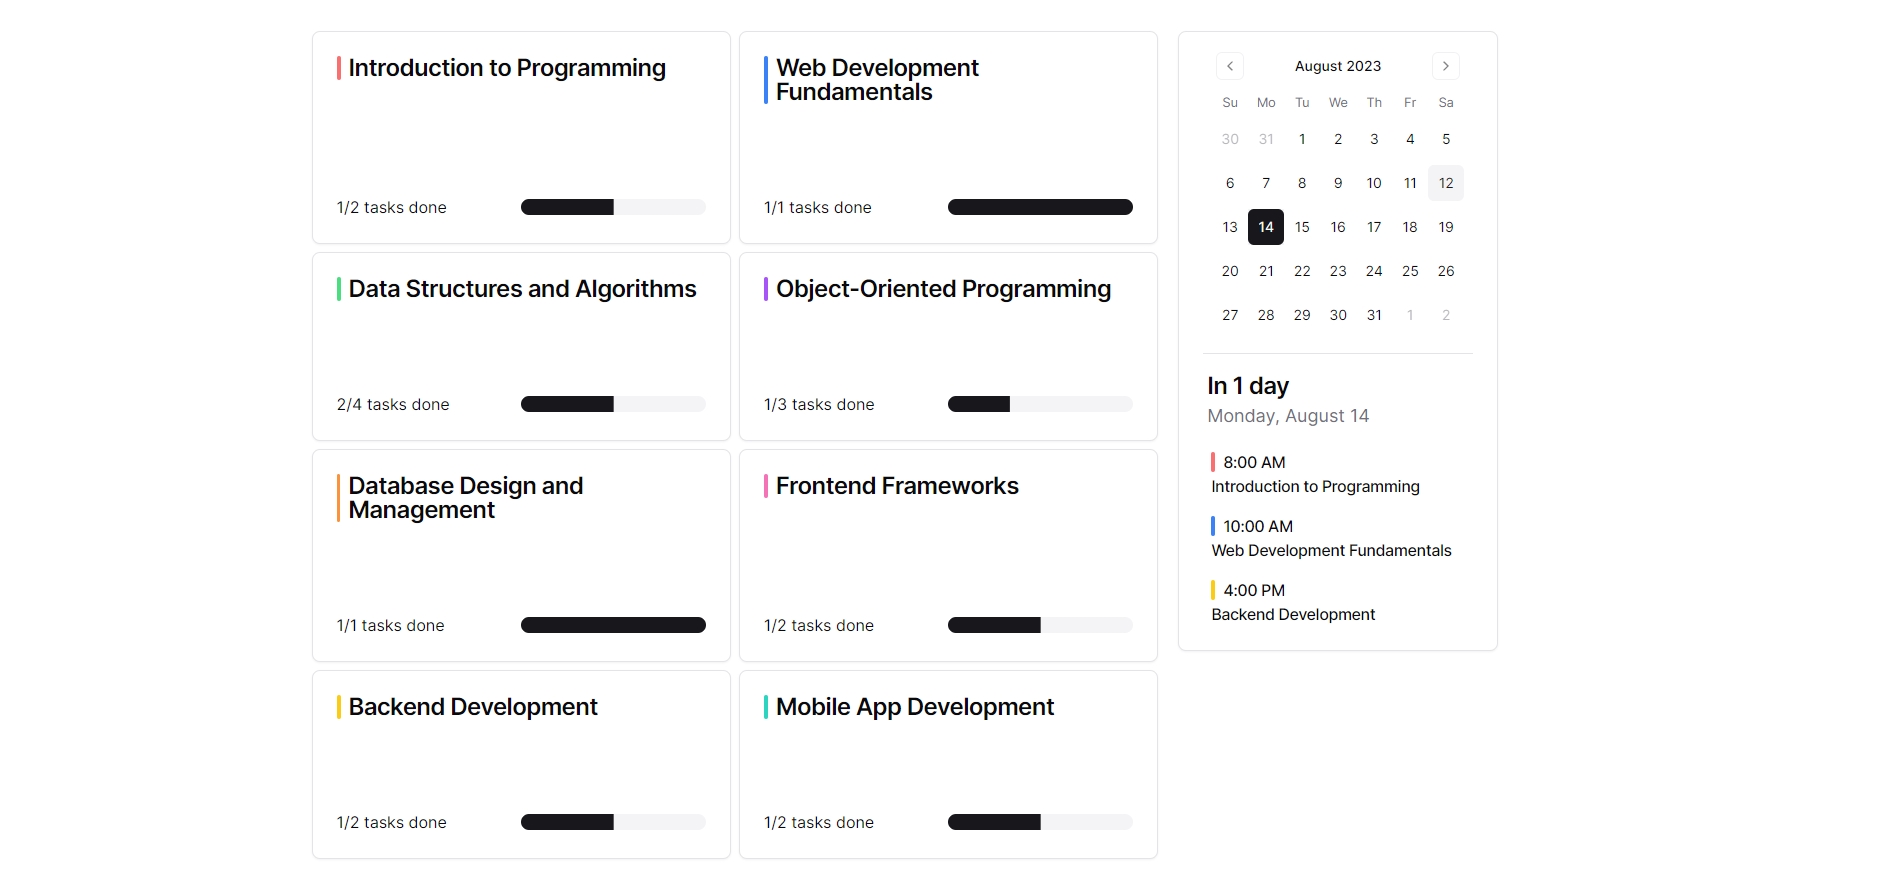 Introduction to Programming
1/2 tasks done
Web Development
Fundamentals
1/1 tasks done
Data Structures and Algorithms
2/4 tasks done
Object-Oriented Programming
1/3 tasks done
Database Design and
Management
1/1 tasks done
Frontend Frameworks
1/2 tasks done
Backend Development
1/2 tasks done
Mobile App Development
1/2 tasks done
August 2023
Su Mo Tu We Th Fr Sa
30 31 1 2 3 4 5
6 7 8 9 10 11 12
13 14 15 16 17 18 19
20 21 22 23 24 25 26
27 28 29 30 31 1 2
In 1 day
Monday, August 14
8:00 AM
Introduction to Programming
10:00 AM
Web Development Fundamentals
4:00 PM
Backend Development